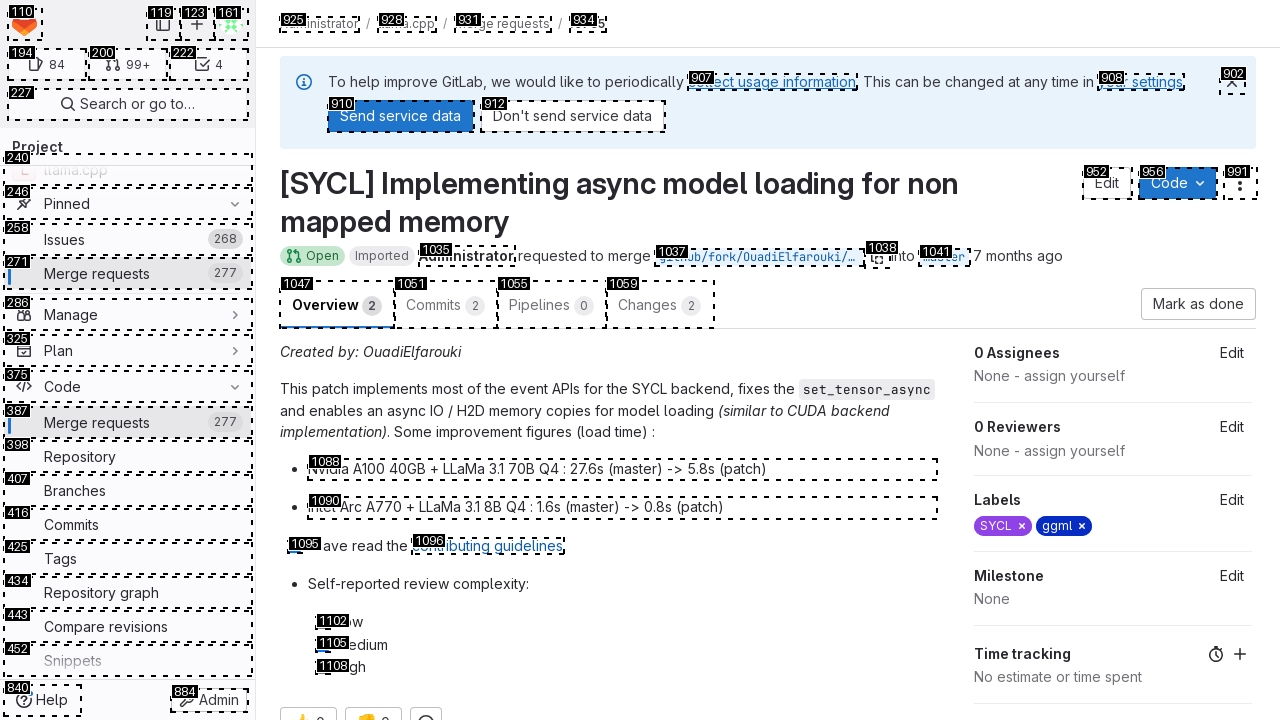 110
119
123
161
194
84
200
99+
222
4
227
Search or go to…
Project
240
llama.cpp
246
Pinned
258
Issues
268
271
Merge requests
277
286
Manage
325
Plan
375
Code
387
Merge requests
277
398
Repository
407
Branches
416
Commits
425
Tags
434
Repository graph
443
Compare revisions
452
Snippets
840
Help
884
Admin
925
/
928
/
931
/
934
To help improve GitLab, we would like to periodically 907 usage information. This can be changed at any time in 908 settings.
902
910
Send service data
912
Don't send service data
[SYCL] Implementing async model loading for non
mapped memory
952
Edit
956
Code
991
Open
Imported
1035
Administrator requested to merge 1037 github/fork/OuadiElfarouki/… 1038 into 1041 master 7 months ago
1047
Overview 2
1051
Commits 2
1055
Pipelines 0
1059
Changes 2
Mark as done
Created by: OuadiElfarouki
This patch implements most of the event APIs for the SYCL backend, fixes the set_tensor_async
and enables an async IO / H2D memory copies for model loading (similar to CUDA backend
implementation). Some improvement figures (load time) :
1088
Nvidia A100 40GB + LLaMa 3.1 70B Q4 : 27.6s (master) -> 5.8s (patch)
1090
Intel Arc A770 + LLaMa 3.1 8B Q4 : 1.6s (master) -> 0.8s (patch)
1095
ave read the 1096 contributing guidelines
Self-reported review complexity:
1102
ow
1105
edium
1108
gh
0 Assignees
Edit
None - assign yourself
0 Reviewers
Edit
None - assign yourself
Labels
Edit
SYCL ×
ggml ×
Milestone
Edit
None
Time tracking
No estimate or time spent